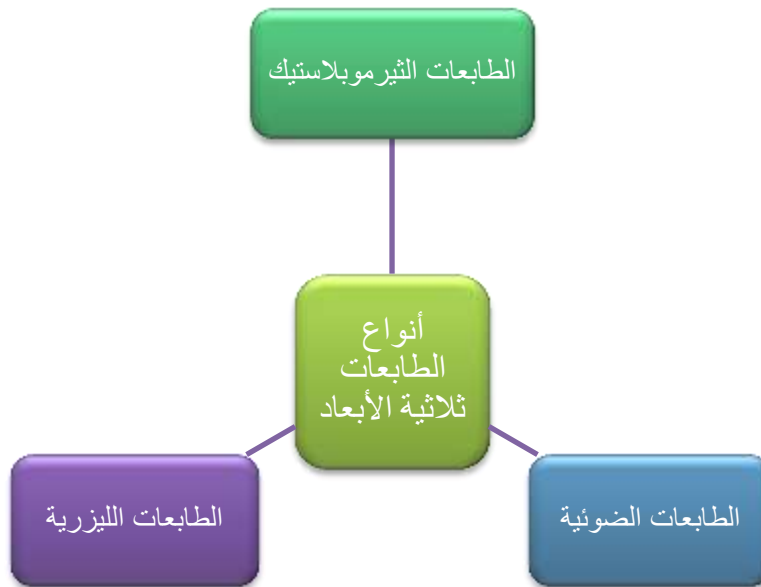 الطابعات الثيرموبلاستيك
أنواع
الطابعات
ثلاثية الأبعاد
الطابعات الضوئية
الطابعات الليزرية